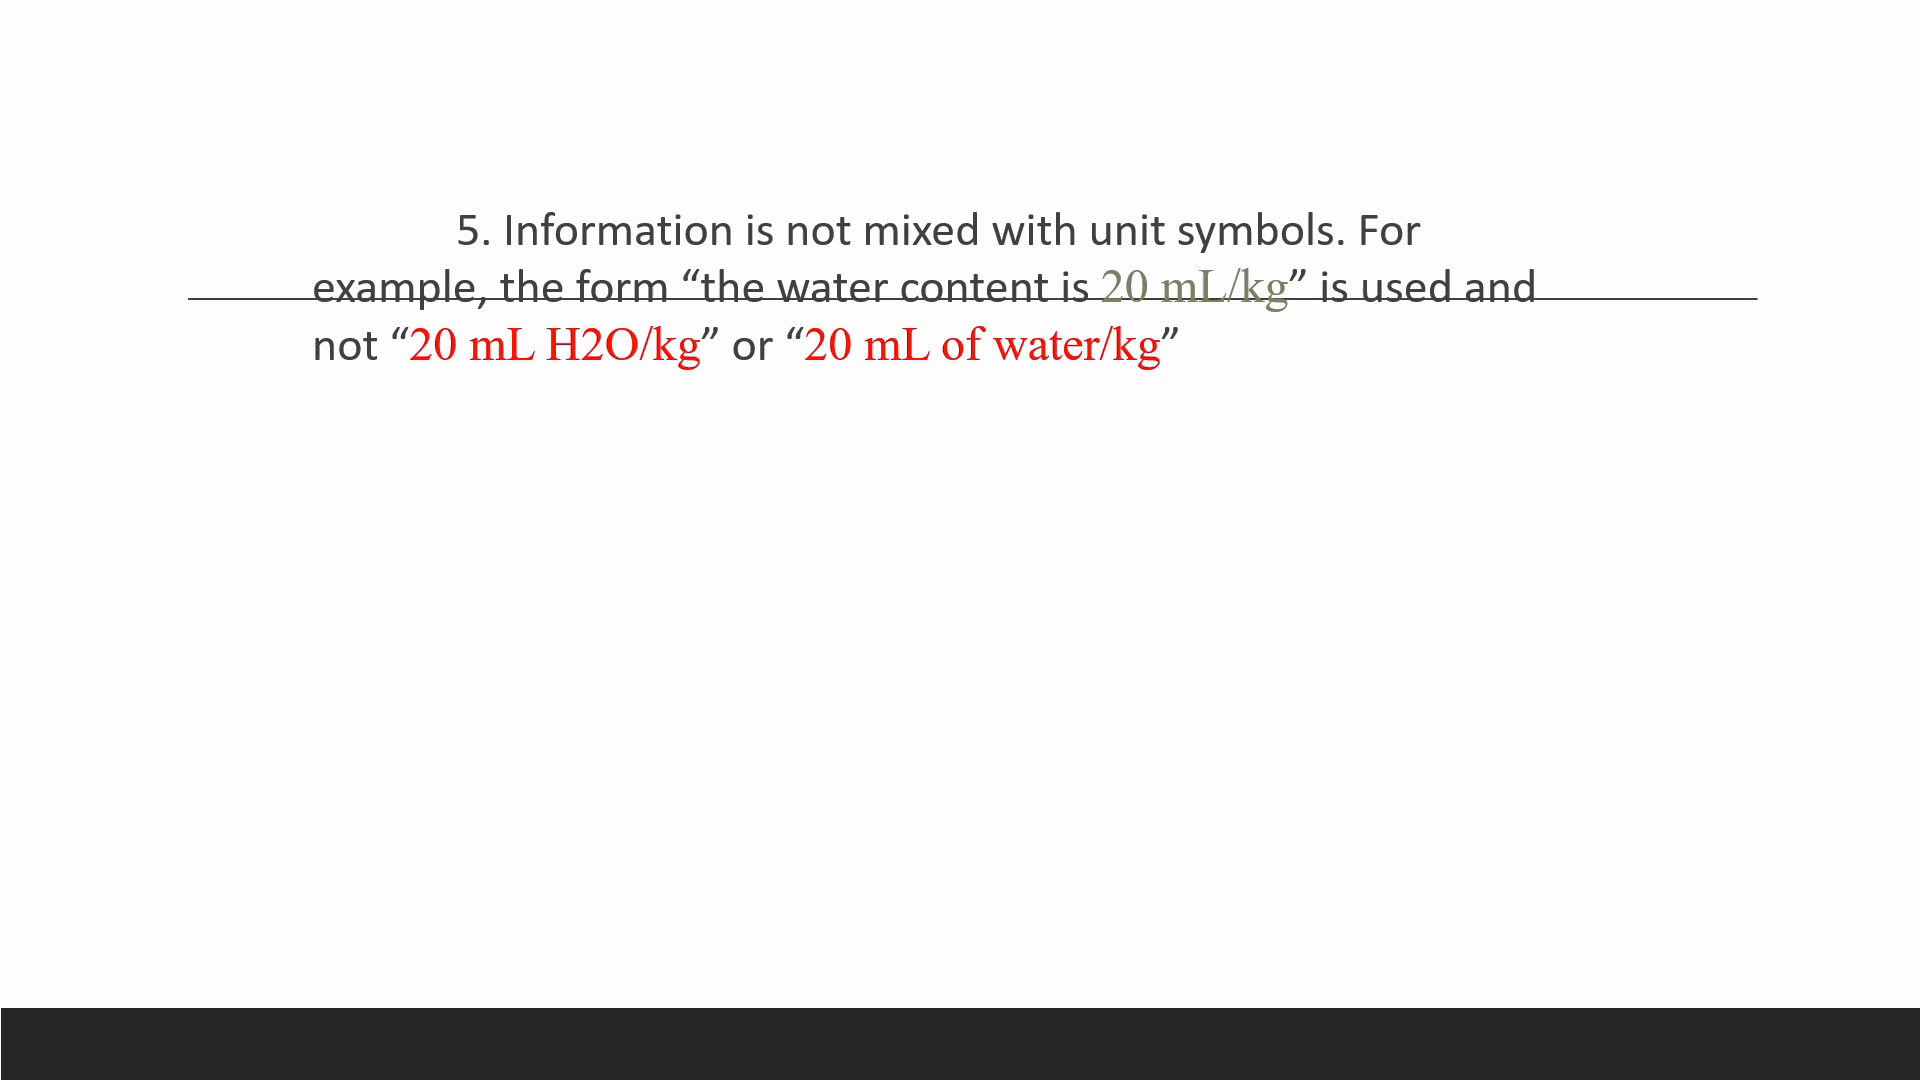 5. Information is not mixed with unit symbols. For
example, the form “the water content is 20 mL/kg” is used and
not “20 mL H2O/kg” or “20 mL of water/kg”